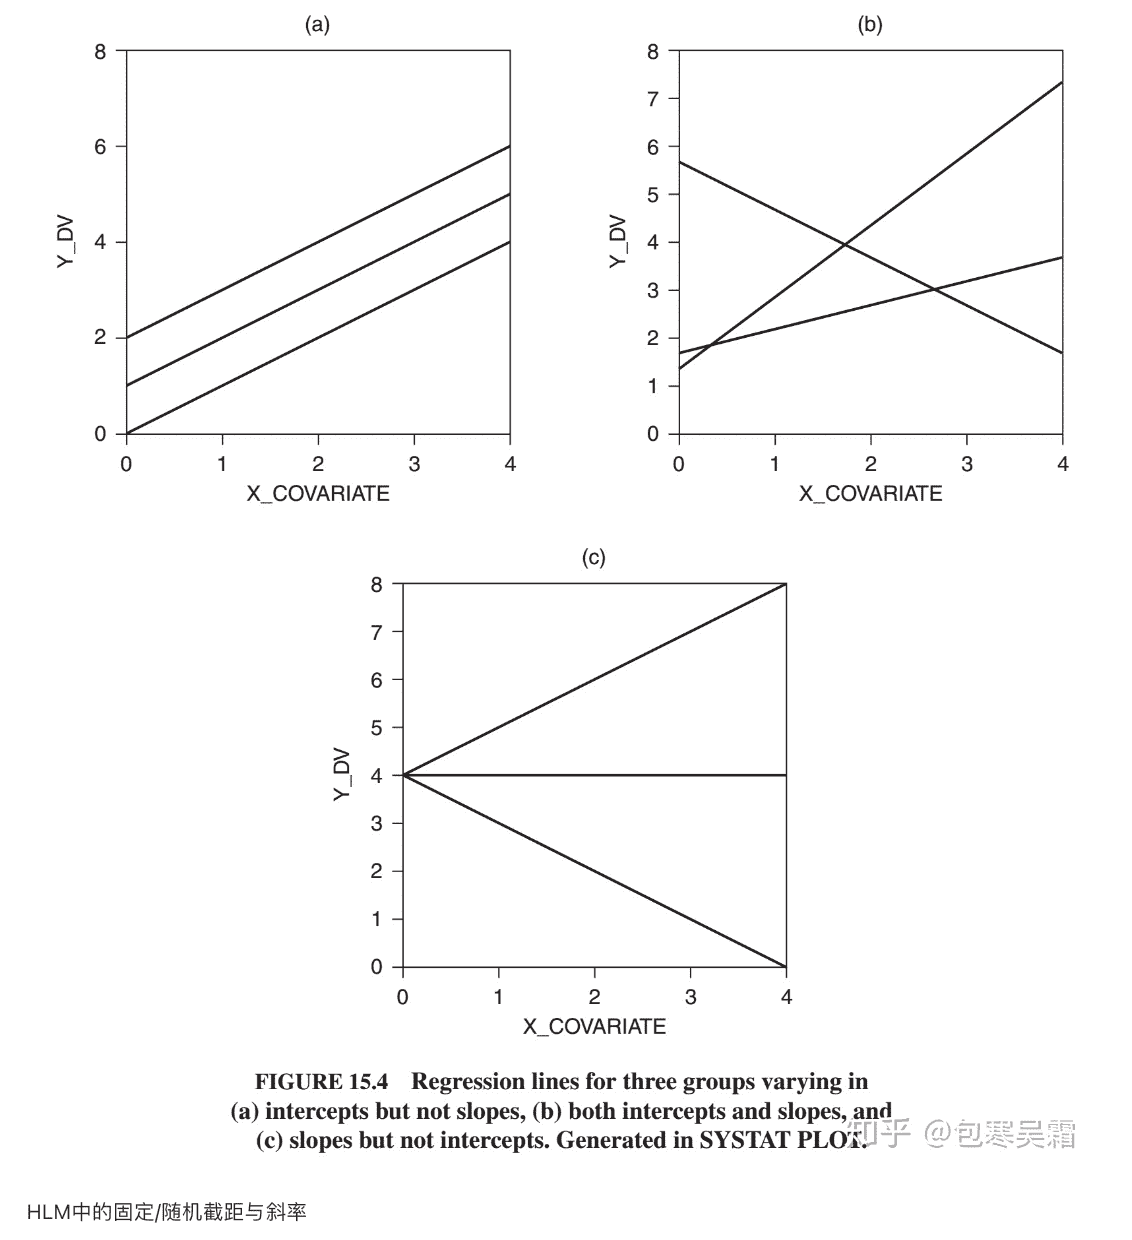 (a)
8
6
4
2
0
Y_DV
0 1 2 3 4
X_COVARIATE
(b)
8
7
6
5
4
3
2
1
0
Y_DV
0 1 2 3 4
X_COVARIATE
(c)
8
7
6
5
4
3
2
1
0
Y_DV
0 1 2 3 4
X_COVARIATE
FIGURE 15.4 Regression lines for three groups varying in
(a) intercepts but not slopes, (b) both intercepts and slopes, and
(c) slopes but not intercepts. Generated in SYSTAT PLOT.
知乎 @包寒吴霜
HLM中的固定/随机截距与斜率